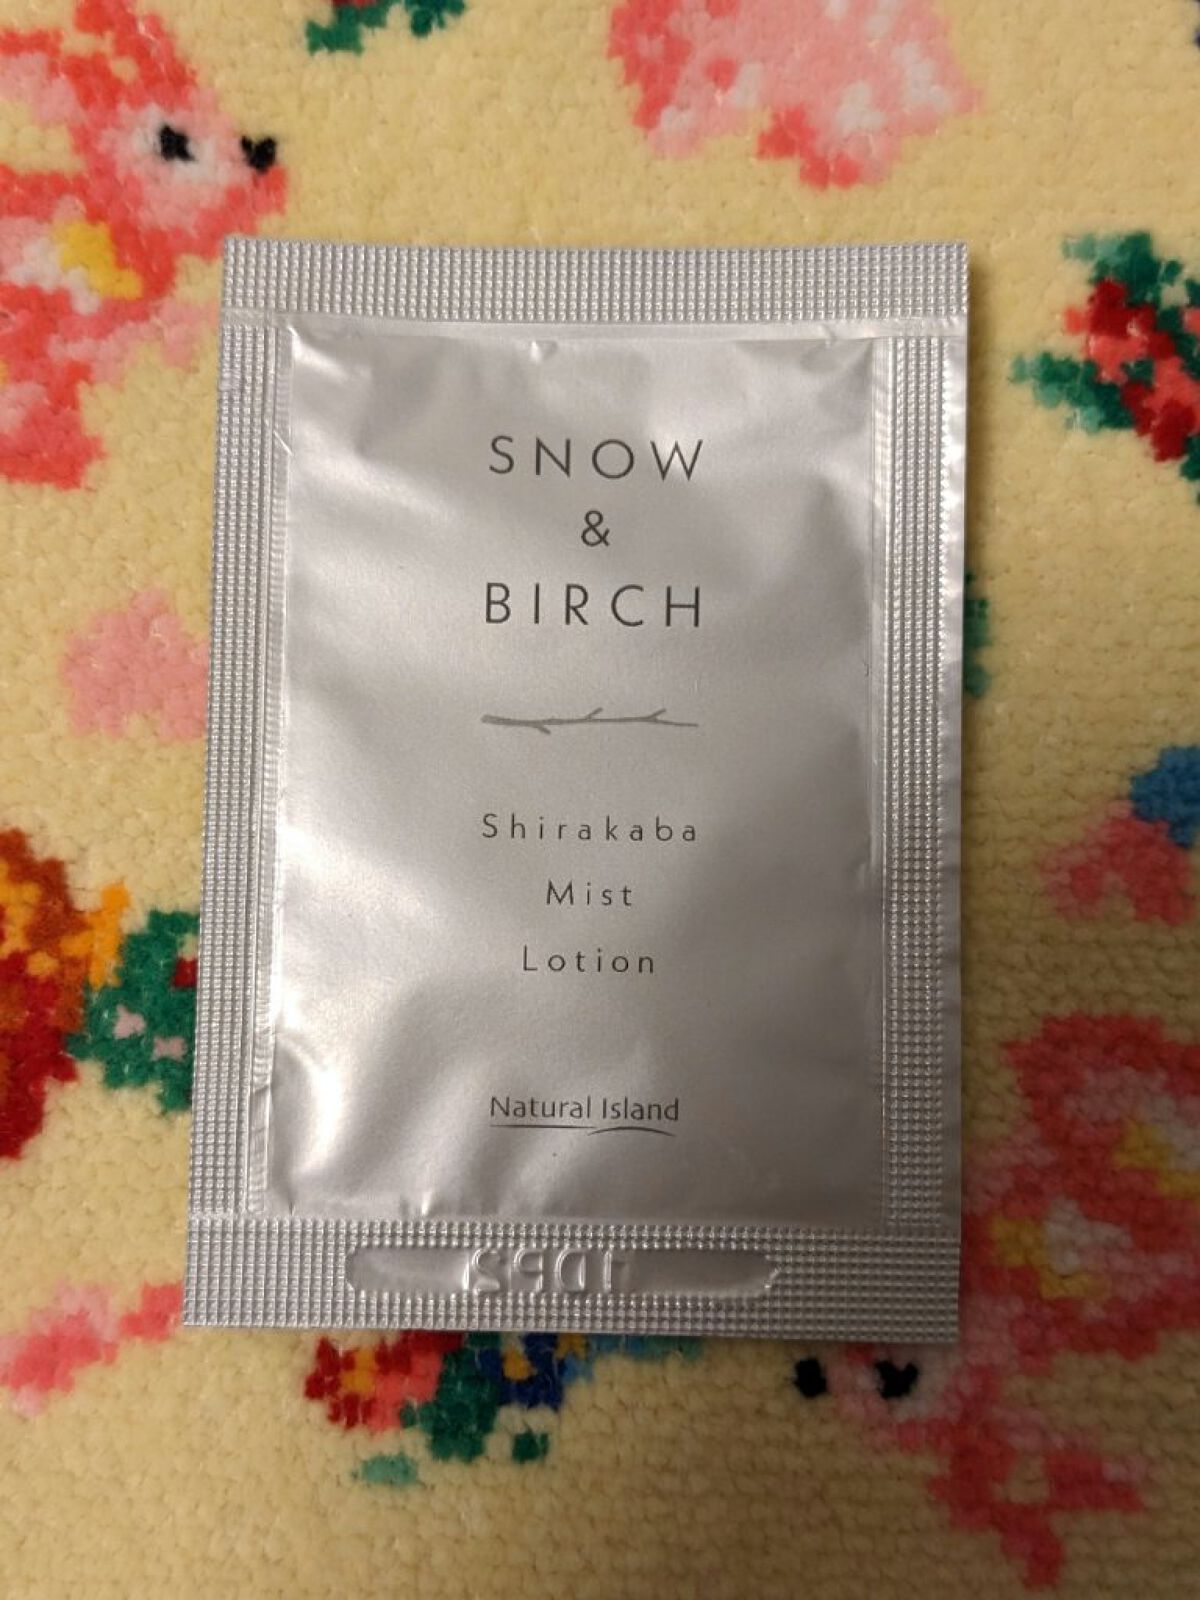 SNOW
&
BIRCH
Shirakaba
Mist
Lotion
Natural Island